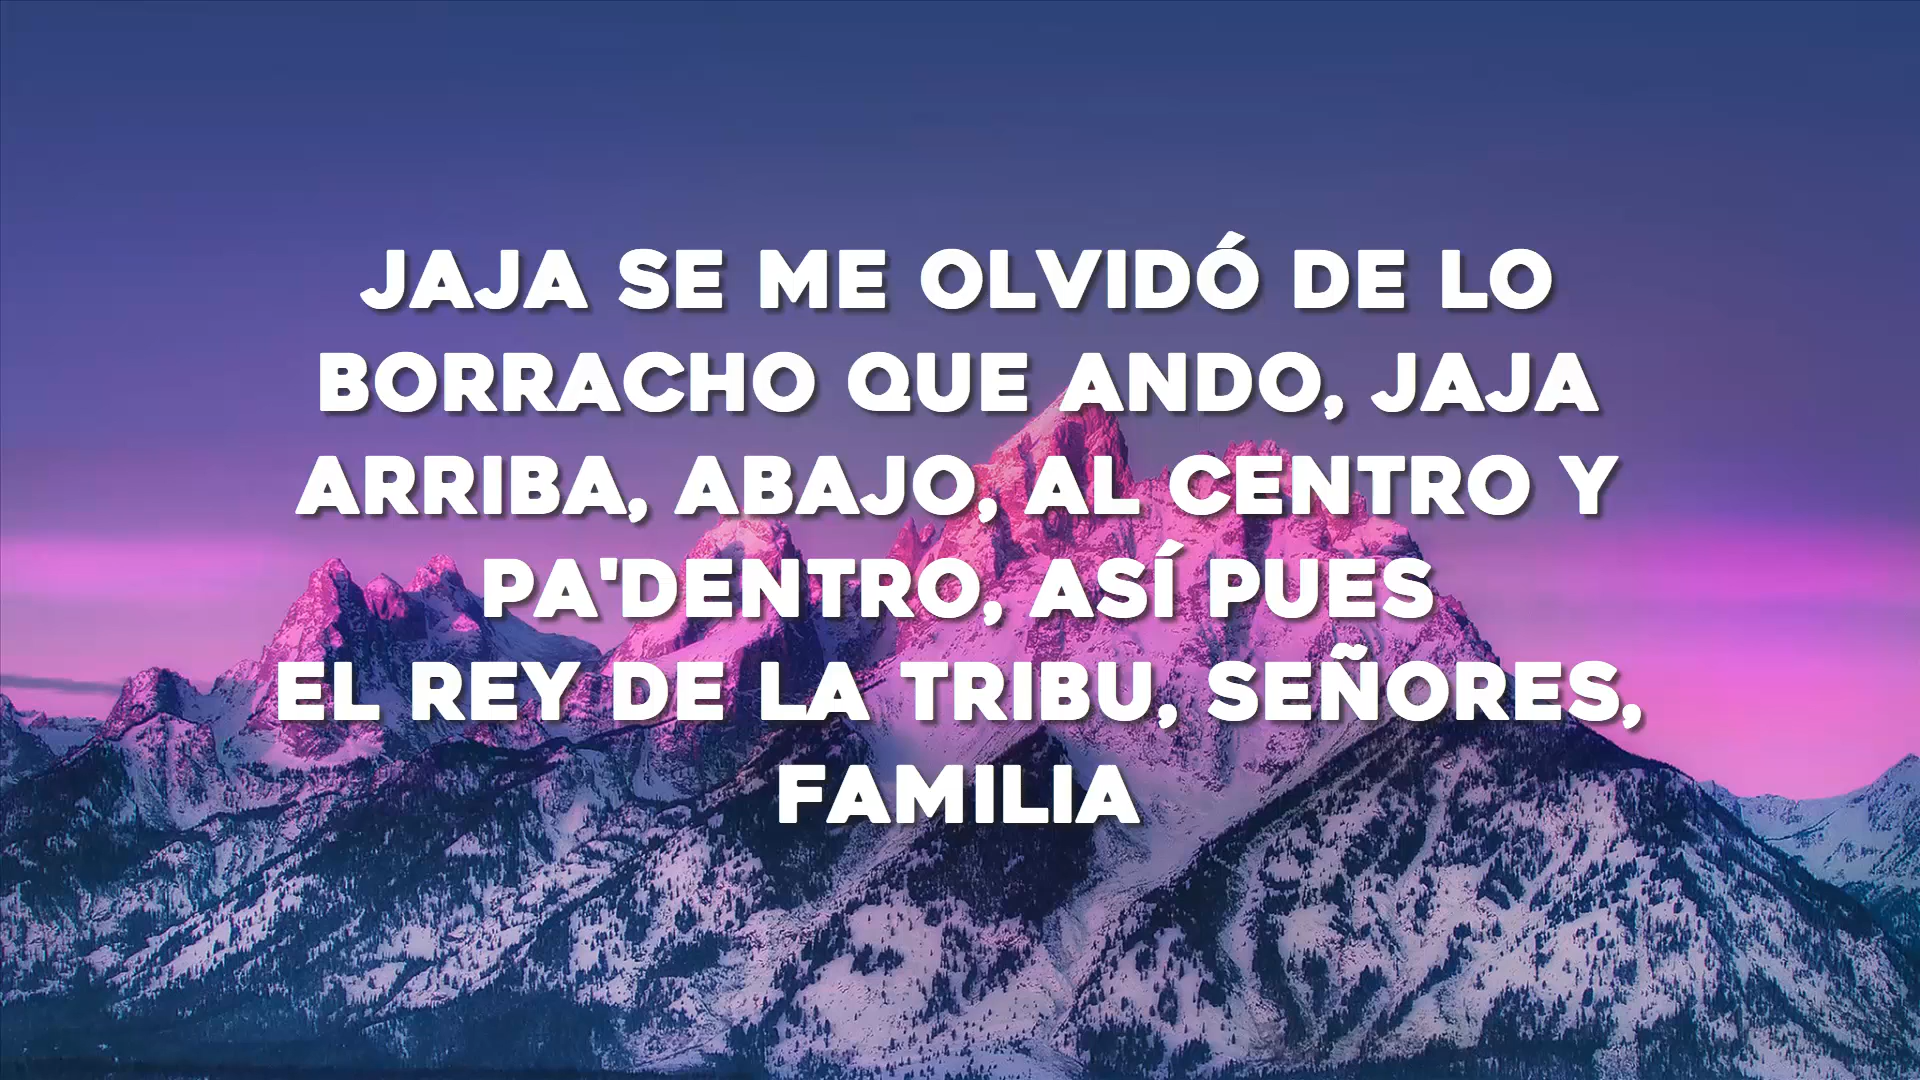 JAJA SE ME OLVIDÓ DE LO
BORRACHO QUE ANDO, JAJA
ARRIBA, ABAJO, AL CENTRO Y
PA'DENTRO, ASÍ PUES
EL REY DE LA TRIBU, SEÑORES,
FAMILIA